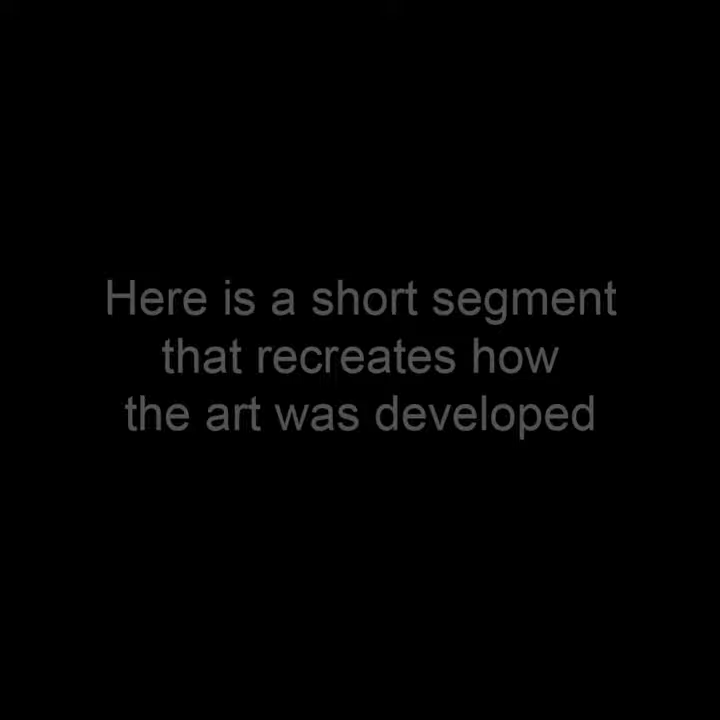 Here is a short segment
that recreates how
the art was developed